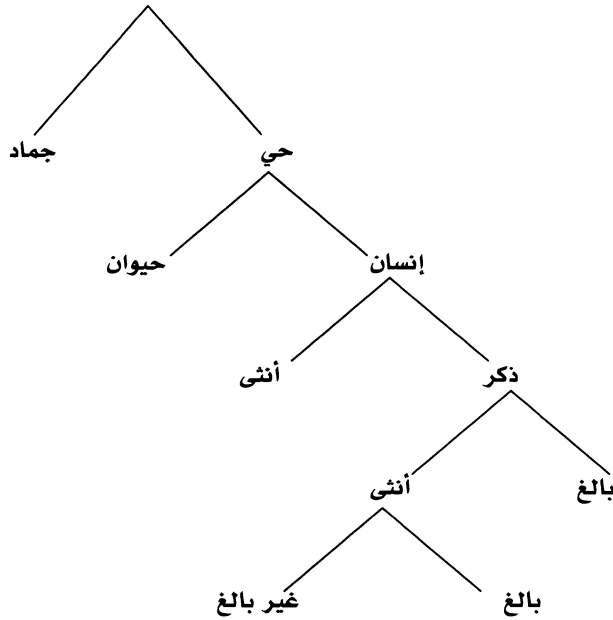 حي
جماد
إنسان
حيوان
ذكر
أنثى
بالغ
أنثى
بالغ
غير بالغ